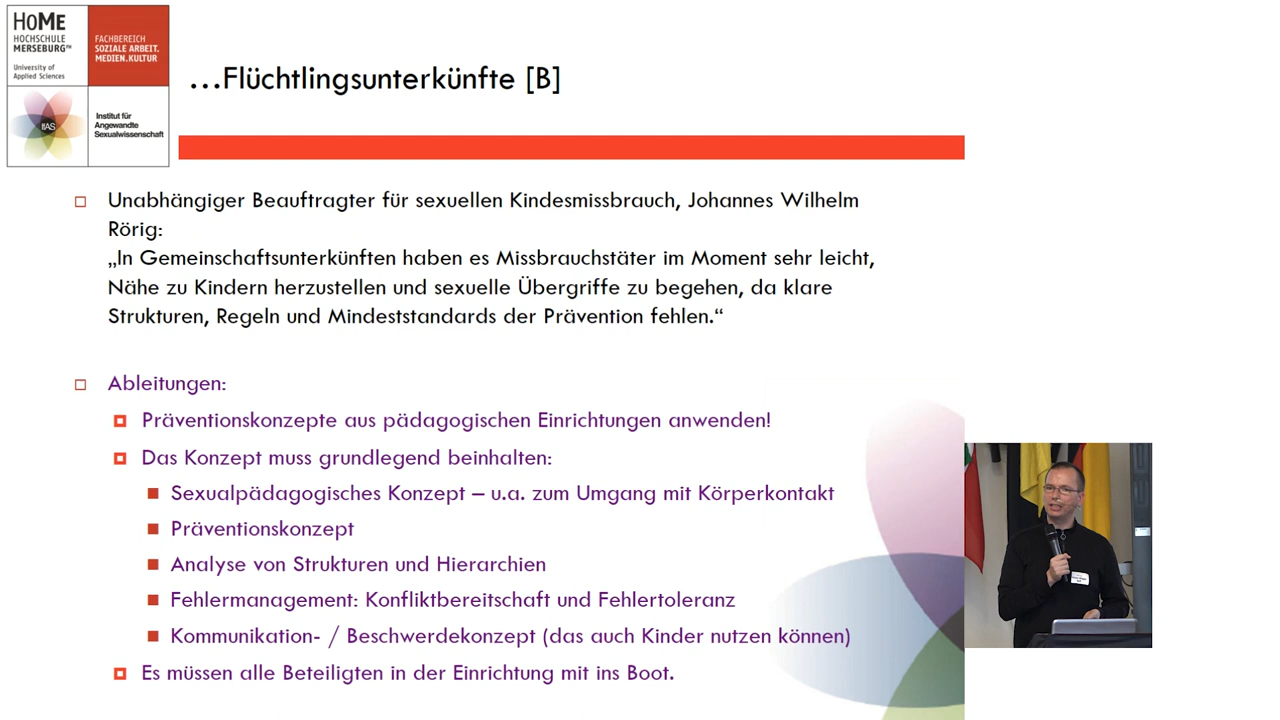 HOME
HOCHSCHULE
MERSEBURG
University of
Applied Sciences
FACHBEREICH
SOZIALE ARBEIT.
MEDIEN.KULTUR
IfAS
Institut für
Angewandte
Sexualwissenschaft
...Flüchtlingsunterkünfte [B]
Unabhängiger Beauftragter für sexuellen Kindesmissbrauch, Johannes Wilhelm
Rörig:
„In Gemeinschaftsunterkünften haben es Missbrauchstäter im Moment sehr leicht,
Nähe zu Kindern herzustellen und sexuelle Übergriffe zu begehen, da klare
Strukturen, Regeln und Mindeststandards der Prävention fehlen.“
Ableitungen:
Präventionskonzepte aus pädagogischen Einrichtungen anwenden!
Das Konzept muss grundlegend beinhalten:
Sexualpädagogisches Konzept – u.a. zum Umgang mit Körperkontakt
Präventionskonzept
Analyse von Strukturen und Hierarchien
Fehlermanagement: Konfliktbereitschaft und Fehlertoleranz
Kommunikation- / Beschwerdekonzept (das auch Kinder nutzen können)
Es müssen alle Beteiligten in der Einrichtung mit ins Boot.